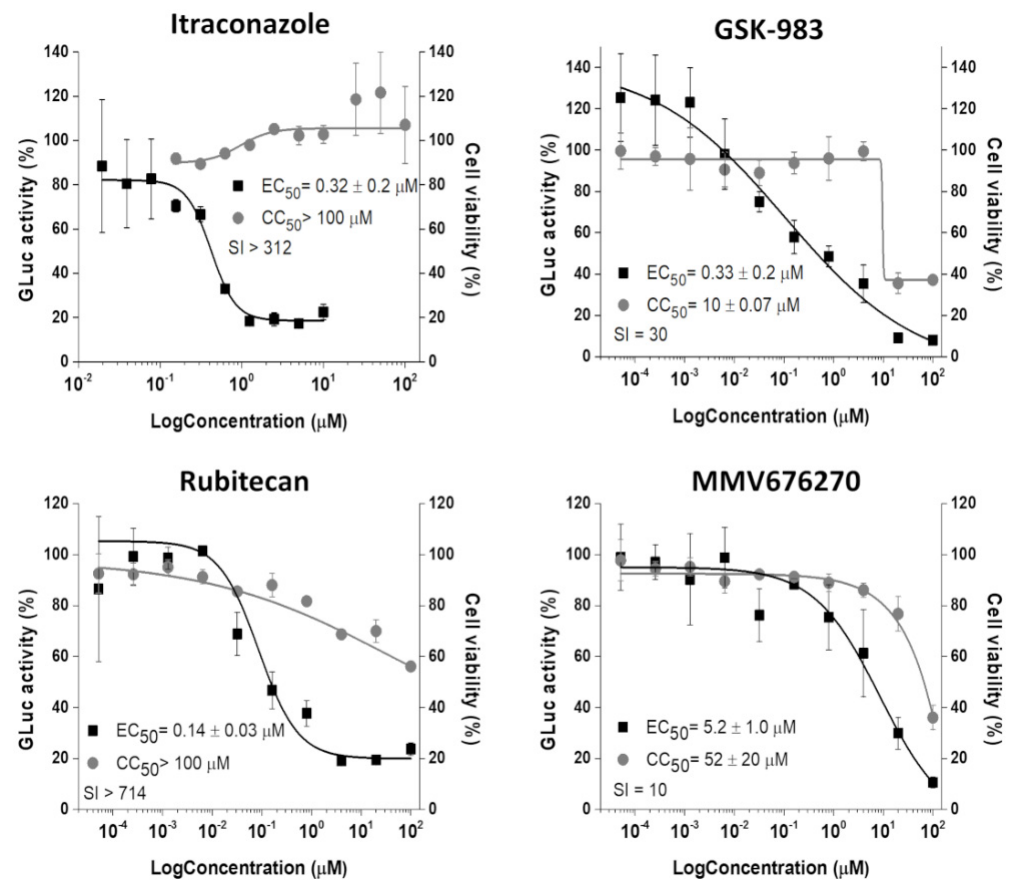 Itraconazole
140
120
100
80
60
40
20
0
GLuc activity (%)
140
120
100
80
60
40
20
0
Cell viability (%)
EC50= 0.32 ± 0.2 μM
CC50> 100 μM
SI > 312
10-2 10-1 100 101 102
LogConcentration (μM)
GSK-983
140
120
100
80
60
40
20
0
GLuc activity (%)
140
120
100
80
60
40
20
0
Cell viability (%)
EC50= 0.33 ± 0.2 μM
CC50= 10 ± 0.07 μM
SI = 30
10-4 10-3 10-2 10-1 100 101 102
LogConcentration (μM)
Rubitecan
120
100
80
60
40
20
0
GLuc activity (%)
120
100
80
60
40
20
0
Cell viability (%)
EC50= 0.14 ± 0.03 μM
CC50> 100 μM
SI > 714
10-4 10-3 10-2 10-1 100 101 102
LogConcentration (μM)
MMV676270
120
100
80
60
40
20
0
GLuc activity (%)
120
100
80
60
40
20
0
Cell viability (%)
EC50= 5.2 ± 1.0 μM
CC50= 52 ± 20 μM
SI = 10
10-4 10-3 10-2 10-1 100 101 102
LogConcentration (μM)